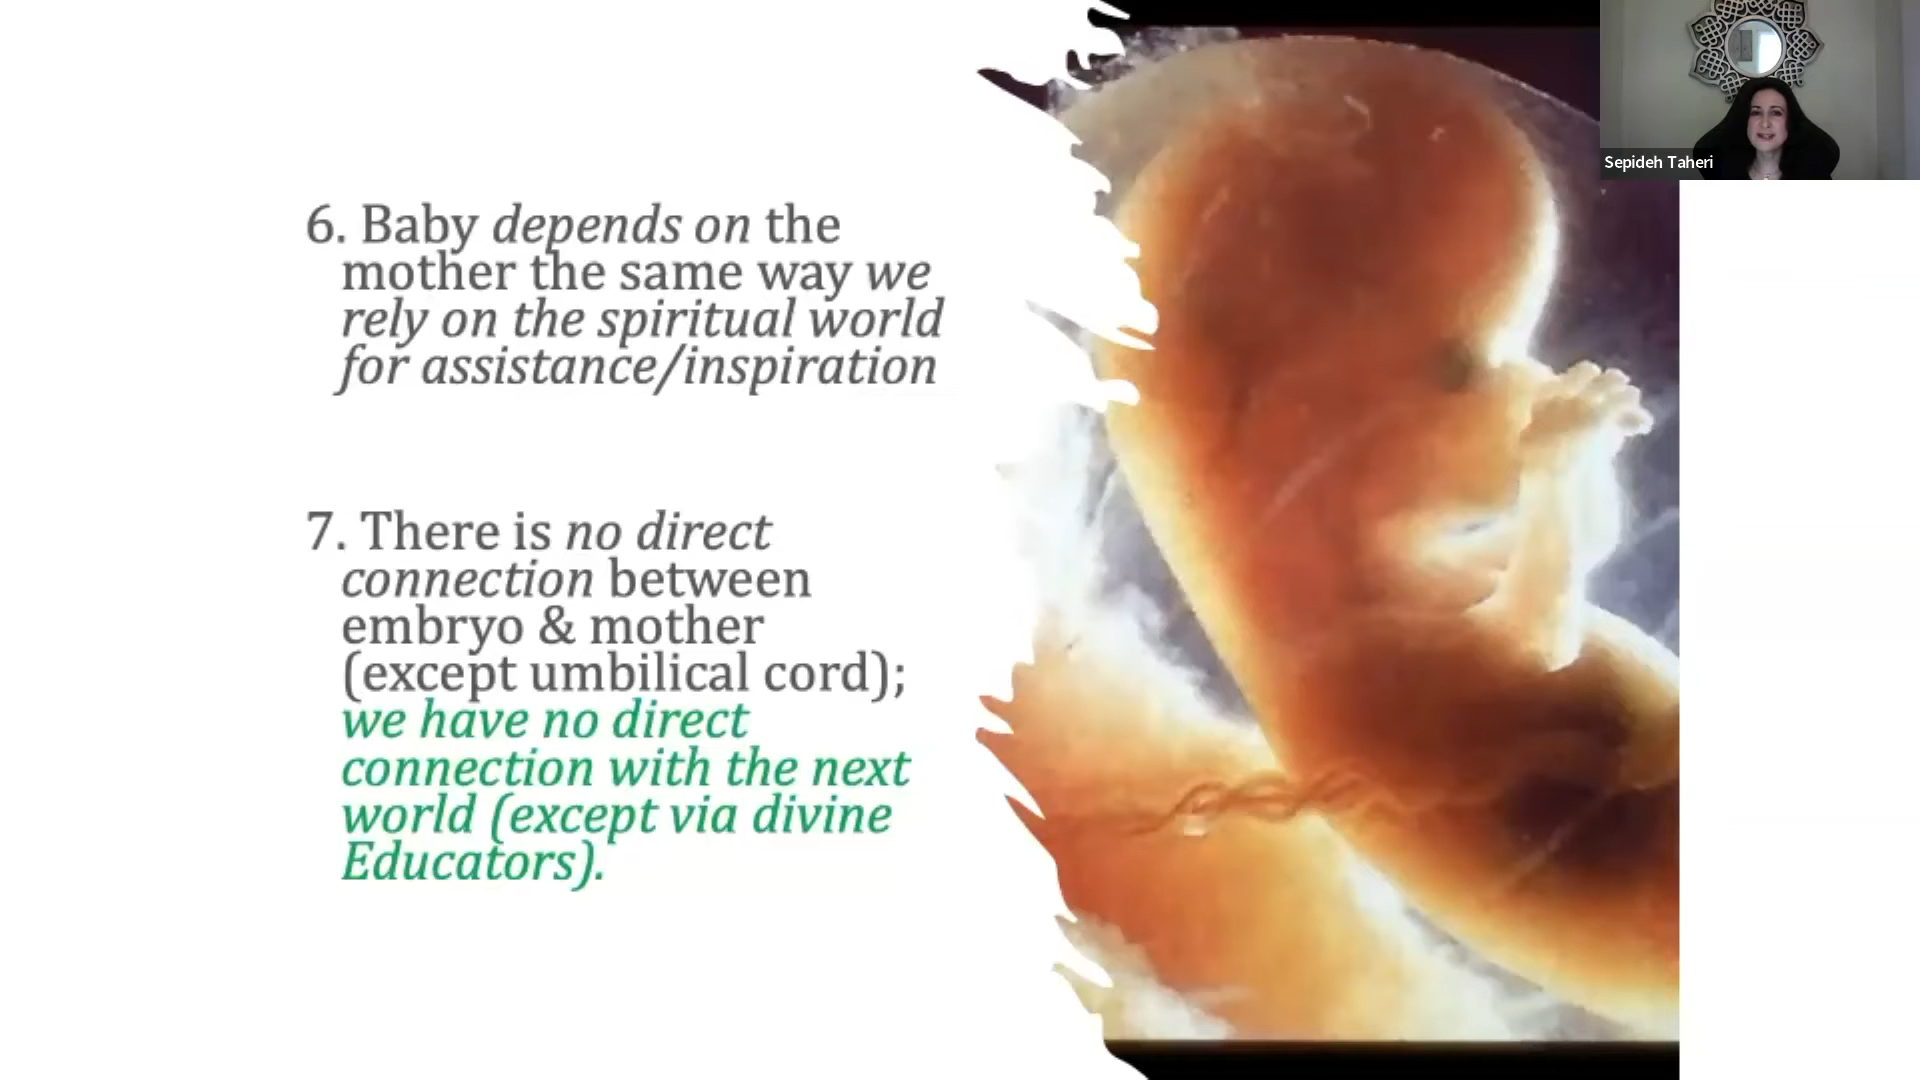 Sepideh Taheri
6. Baby depends on the
mother the same way we
rely on the spiritual world
for assistance/inspiration
7. There is no direct
connection between
embryo & mother
(except umbilical cord);
we have no direct
connection with the next
world (except via divine
Educators).